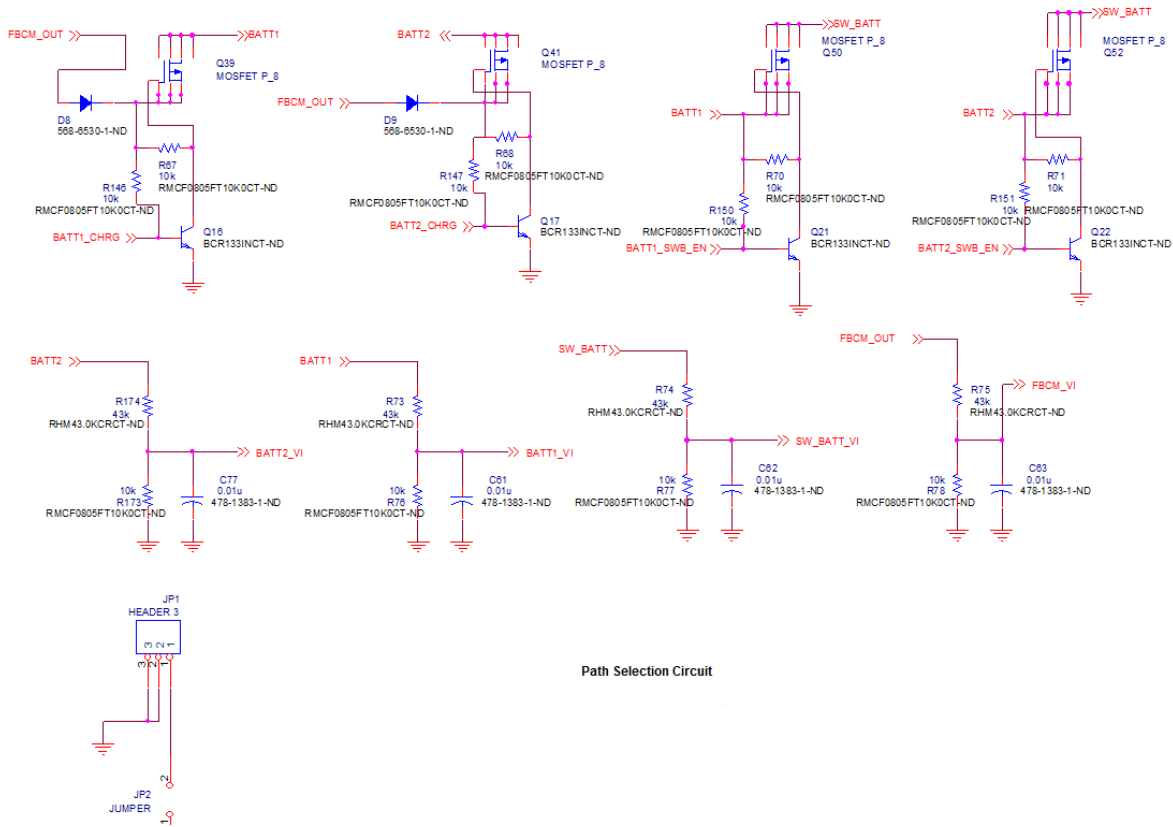 FBCM_OUT
BATT1
Q39
MOSFET P_8
D8
568-6530-1-ND
R67
10k
RMCF0805FT10K0CT-ND
R146
10k
RMCF0805FT10K0CT-ND
BATT1_CHRG
Q16
BCR133INCT-ND
BATT2
Q41
MOSFET P_8
FBCM_OUT
D9
568-6530-1-ND
R68
10k
RMCF0805FT10K0CT-ND
R147
10k
RMCF0805FT10K0CT-ND
BATT2_CHRG
Q17
BCR133INCT-ND
SW_BATT
MOSFET P_8
Q50
BATT1
R70
10k
RMCF0805FT10K0CT-ND
R150
10k
RMCF0805FT10K0CT-ND
BATT1_SWB_EN
Q21
BCR133INCT-ND
SW_BATT
MOSFET P_8
Q52
BATT2
R71
10k
RMCF0805FT10K0CT-ND
R151
10k
RMCF0805FT10K0CT-ND
BATT2_SWB_EN
Q22
BCR133INCT-ND
BATT2
R174
43k
RHM43.0KCRCT-ND
BATT2_VI
10k
R173
RMCF0805FT10K0CT-ND
C77
0.01u
478-1383-1-ND
BATT1
R73
43k
RHM43.0KCRCT-ND
BATT1_VI
10k
R76
RMCF0805FT10K0CT-ND
C61
0.01u
478-1383-1-ND
SW_BATT
R74
43k
RHM43.0KCRCT-ND
SW_BATT_VI
10k
R77
RMCF0805FT10K0CT-ND
C62
0.01u
478-1383-1-ND
FBCM_OUT
R75
43k
RHM43.0KCRCT-ND
FBCM_VI
10k
R78
RMCF0805FT10K0CT-ND
C63
0.01u
478-1383-1-ND
JP1
HEADER 3
3 2 1
3 2 1
2
JP2
JUMPER
1
Path Selection Circuit